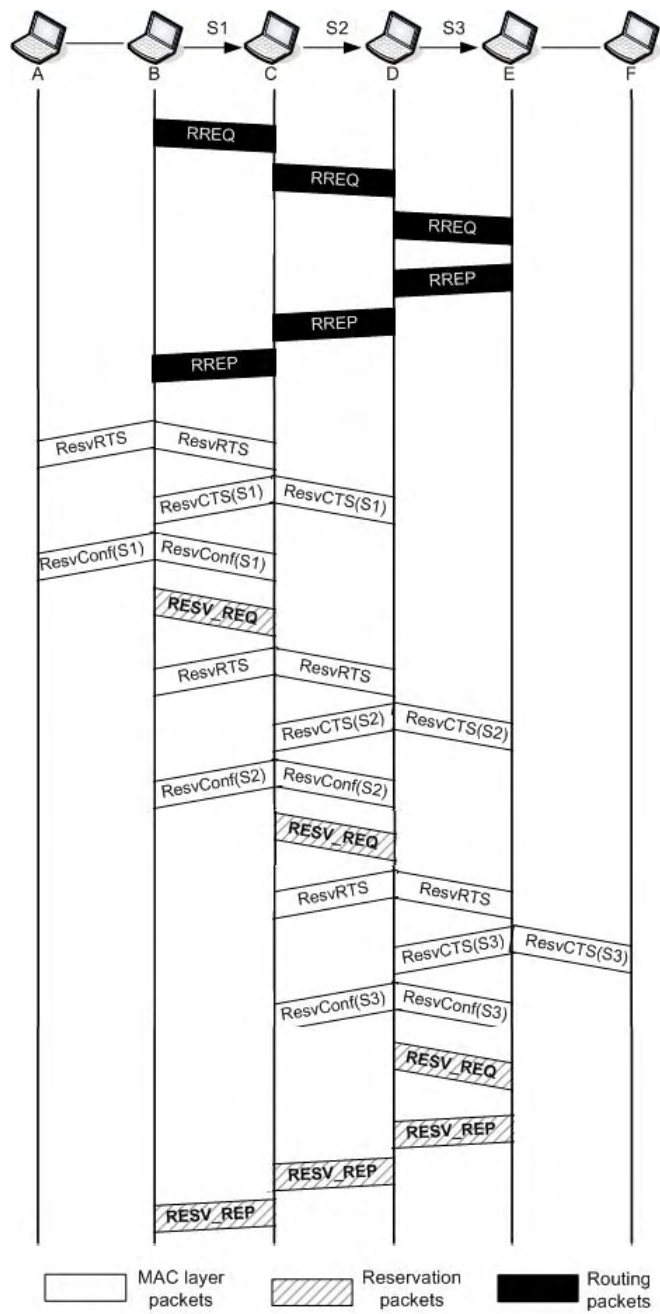 S1 S2 S3
A B C D E F
RREQ
RREQ
RREQ
RREP
RREP
RREP
ResvRTS ResvRTS
ResvCTS(S1) ResvCTS(S1)
ResvConf(S1) ResvConf(S1)
RESV_REQ
ResvRTS ResvRTS
ResvCTS(S2) ResvCTS(S2)
ResvConf(S2) ResvConf(S2)
RESV_REQ
ResvRTS ResvRTS
ResvCTS(S3) ResvCTS(S3)
ResvConf(S3) ResvConf(S3)
RESV_REQ
RESV_REP
RESV_REP
RESV_REP
MAC layer
packets
Reservation
packets
Routing
packets